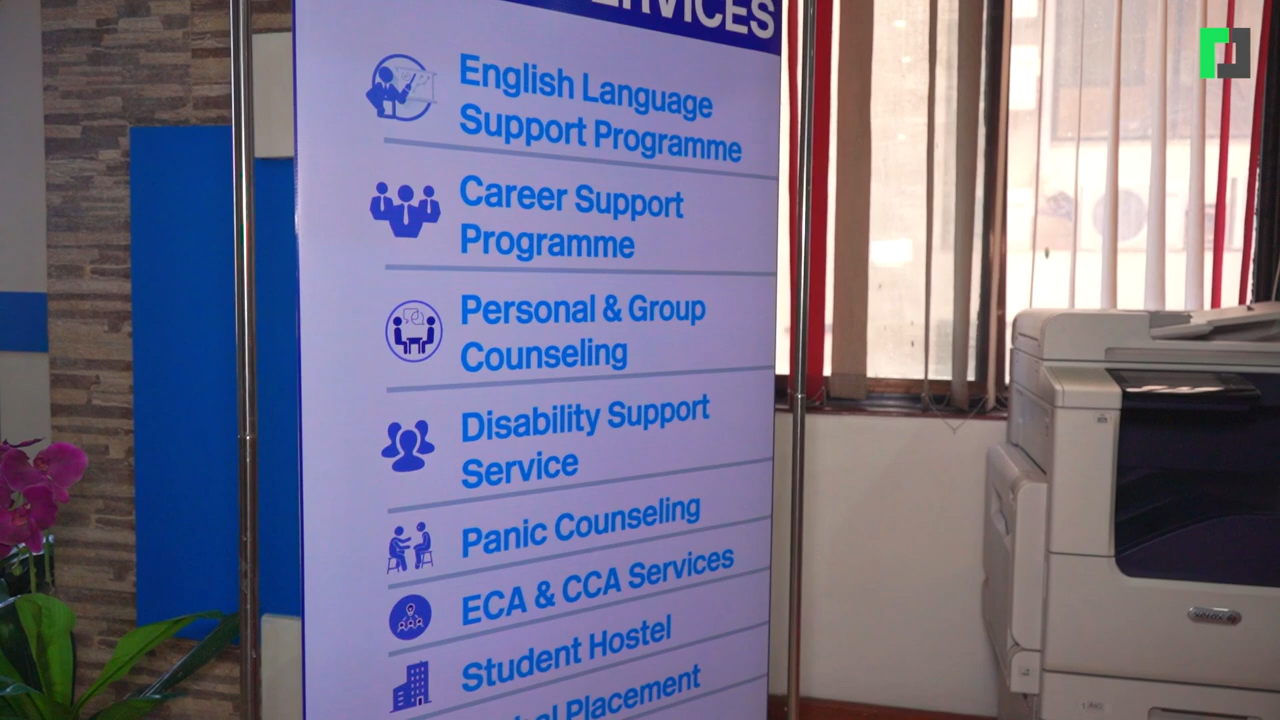 English Language
Support Programme
Career Support
Programme
Personal & Group
Counseling
Disability Support
Service
Panic Counseling
ECA & CCA Services
Student Hostel
Placement